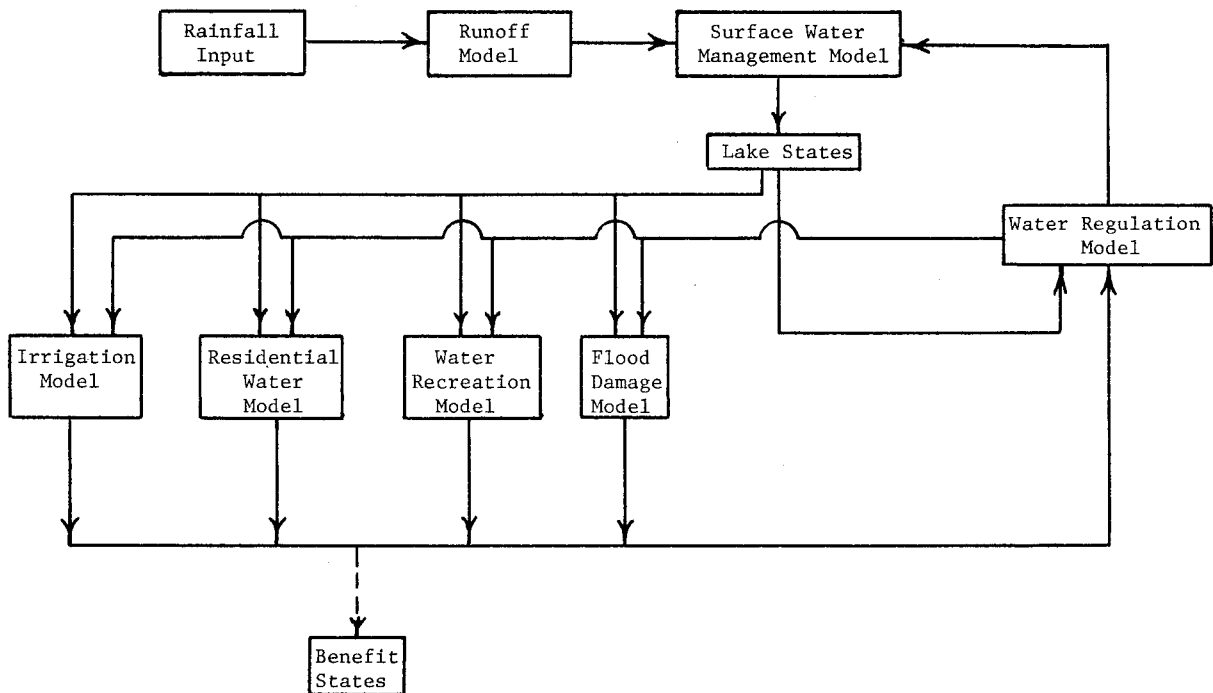 Rainfall
Input
Runoff
Model
Surface Water
Management Model
Lake States
Water Regulation
Model
Irrigation
Model
Residential
Water
Model
Water
Recreation
Model
Flood
Damage
Model
Benefit
States